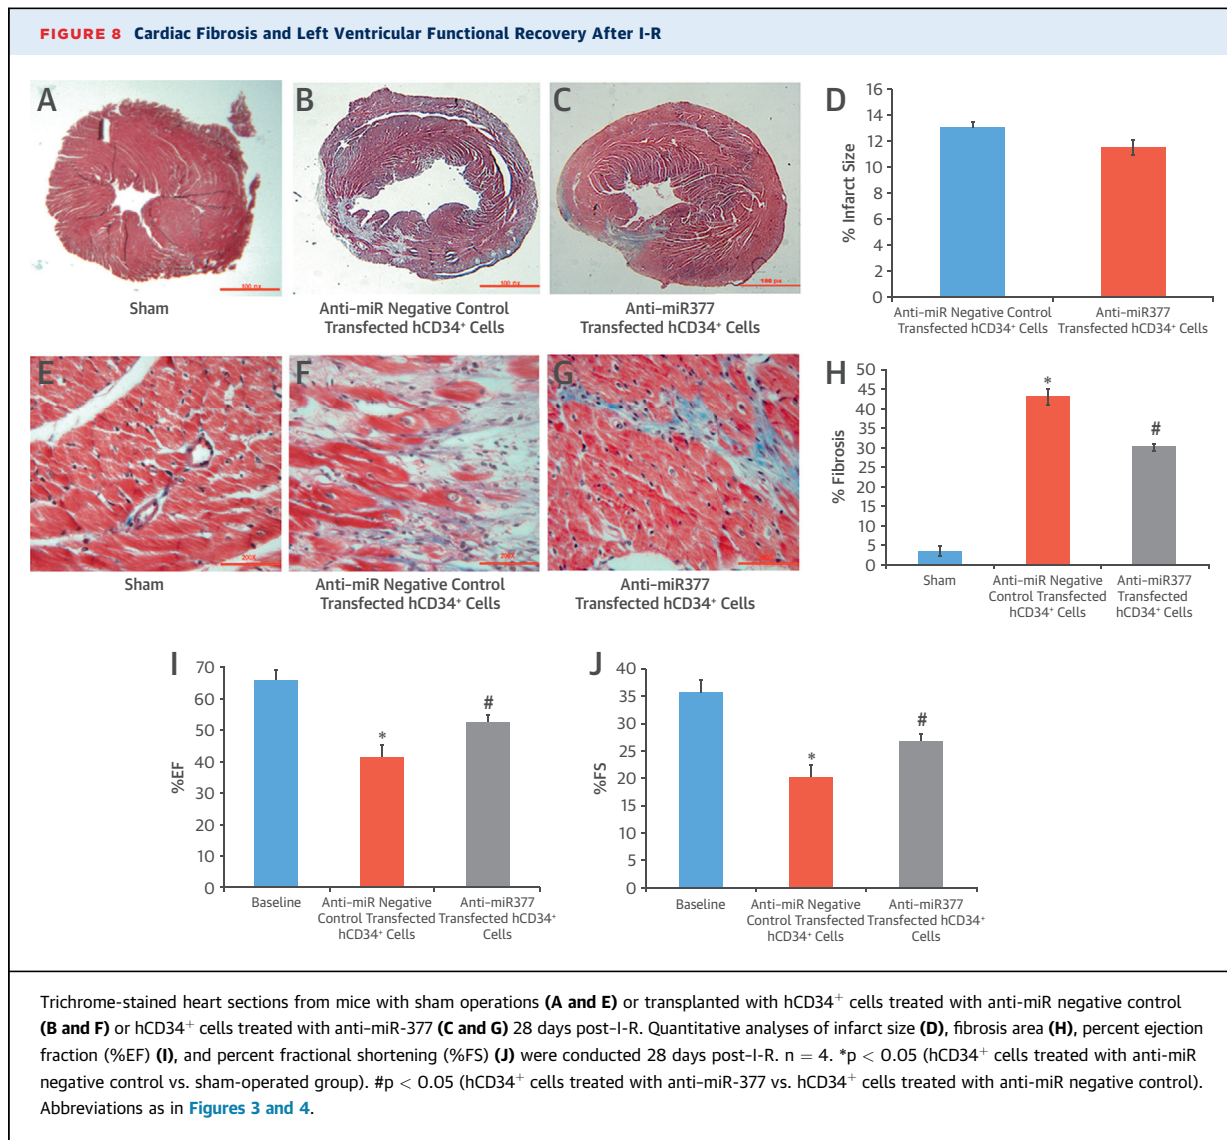 FIGURE 8 Cardiac Fibrosis and Left Ventricular Functional Recovery After I-R
A
100 px
Sham
B
100 px
Anti-miR Negative Control
Transfected hCD34+ Cells
C
100 px
Anti-miR377
Transfected hCD34+ Cells
D
% Infarct Size
16
14
12
10
8
6
4
2
0
Anti-miR Negative Control
Transfected hCD34+ Cells
Anti-miR377
Transfected hCD34+ Cells
E
200X
Sham
F
200X
Anti-miR Negative Control
Transfected hCD34+ Cells
G
Anti-miR377
Transfected hCD34+ Cells
H
% Fibrosis
50
45
40
35
30
25
20
15
10
5
0
*
#
Sham
Anti-miR Negative
Control Transfected
hCD34+ Cells
Anti-miR377
Transfected
hCD34+ Cells
I
%EF
70
60
50
40
30
20
10
0
*
#
Baseline
Anti-miR Negative
Control Transfected
hCD34+ Cells
Anti-miR377
Transfected hCD34+
Cells
J
%FS
40
35
30
25
20
15
10
5
0
*
#
Baseline
Anti-miR Negative
Control Transfected
hCD34+ Cells
Anti-miR377
Transfected hCD34+
Cells
Trichrome-stained heart sections from mice with sham operations (A and E) or transplanted with hCD34+ cells treated with anti-miR negative control
(B and F) or hCD34+ cells treated with anti-miR-377 (C and G) 28 days post-I-R. Quantitative analyses of infarct size (D), fibrosis area (H), percent ejection
fraction (%EF) (I), and percent fractional shortening (%FS) (J) were conducted 28 days post-I-R. n = 4. *p < 0.05 (hCD34+ cells treated with anti-miR
negative control vs. sham-operated group). #p < 0.05 (hCD34+ cells treated with anti-miR-377 vs. hCD34+ cells treated with anti-miR negative control).
Abbreviations as in Figures 3 and 4.